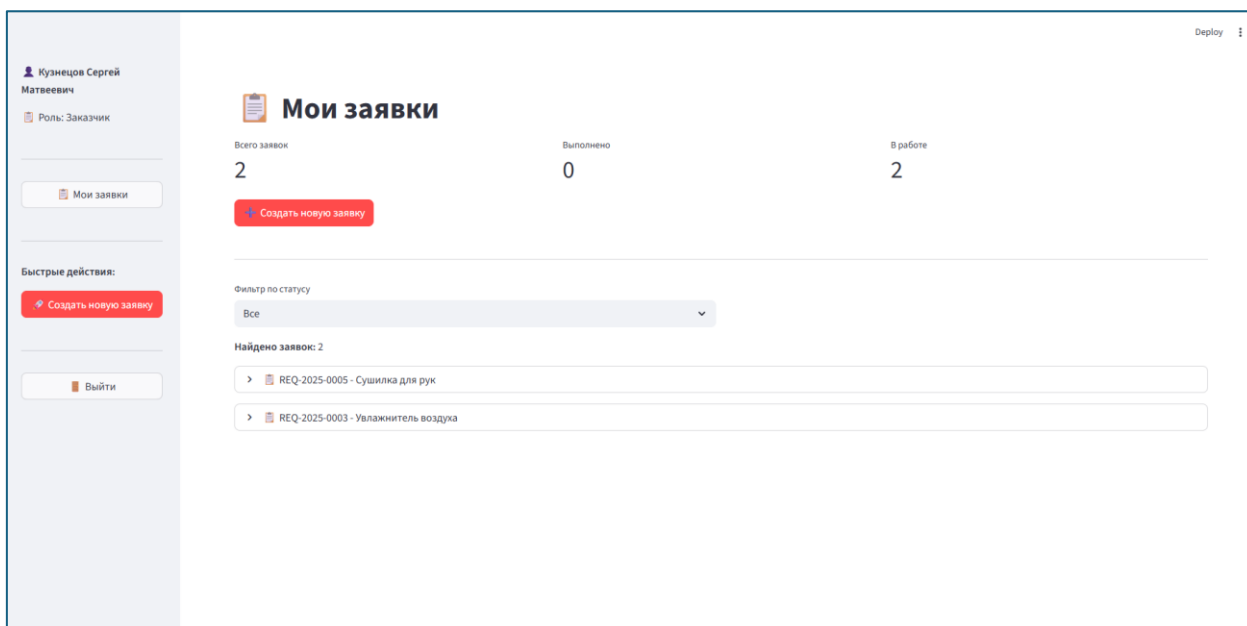 Deploy
Кузнецов Сергей
Матвеевич
Роль: Заказчик
Мои заявки
Быстрые действия:
Создать новую заявку
Выйти
Мои заявки
Всего заявок
2
Выполнено
0
В работе
2
Создать новую заявку
Фильтр по статусу
Все
Найдено заявок: 2
REQ-2025-0005 - Сушилка для рук
REQ-2025-0003 - Увлажнитель воздуха